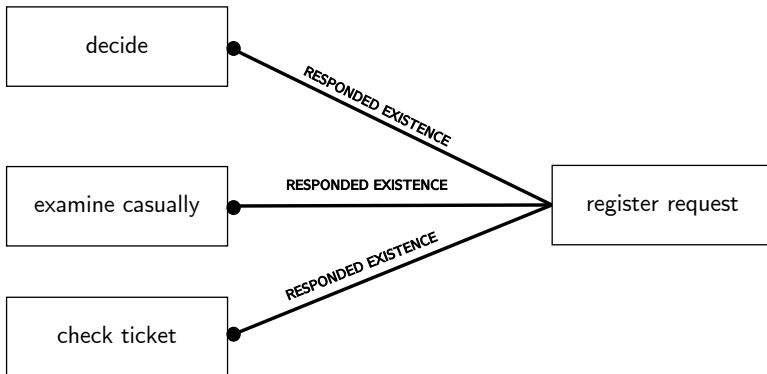 decide
RESPONDED EXISTENCE
examine casually
RESPONDED EXISTENCE
register request
RESPONDED EXISTENCE
check ticket